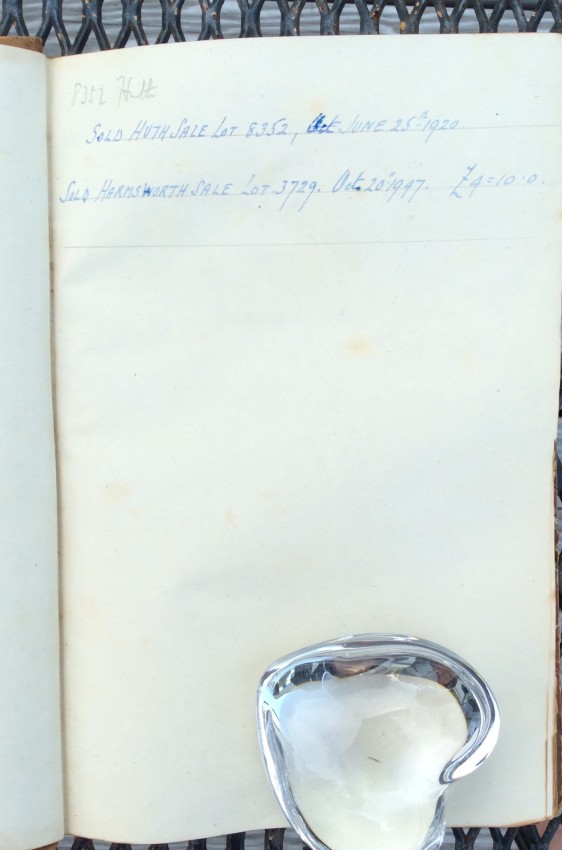 8352 Huth
SOLD HUTH SALE LOT 8352, Oct JUNE 25th 1920.
SOLD HARMSWORTH SALE LOT. 3729. Oct. 20th 1947. £4=10.0.